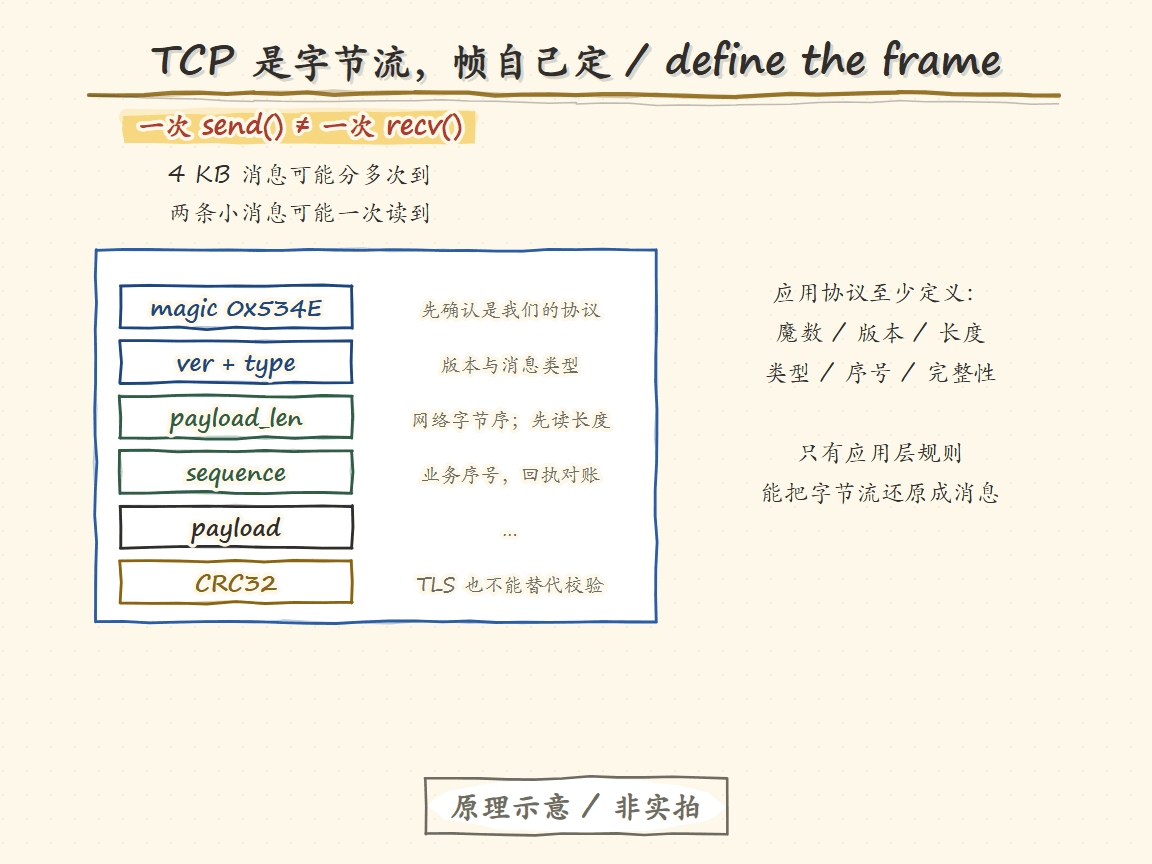 TCP 是字节流，帧自己定 / define the frame
一次 send() ≠ 一次 recv()
4 KB 消息可能分多次到
两条小消息可能一次读到
magic 0x534E 先确认是我们的协议
ver + type 版本与消息类型
payload_len 网络字节序；先读长度
sequence 业务序号，回执对账
payload ...
CRC32 TLS 也不能替代校验
应用协议至少定义：
魔数 / 版本 / 长度
类型 / 序号 / 完整性
只有应用层规则
能把字节流还原成消息
原理示意 / 非实拍